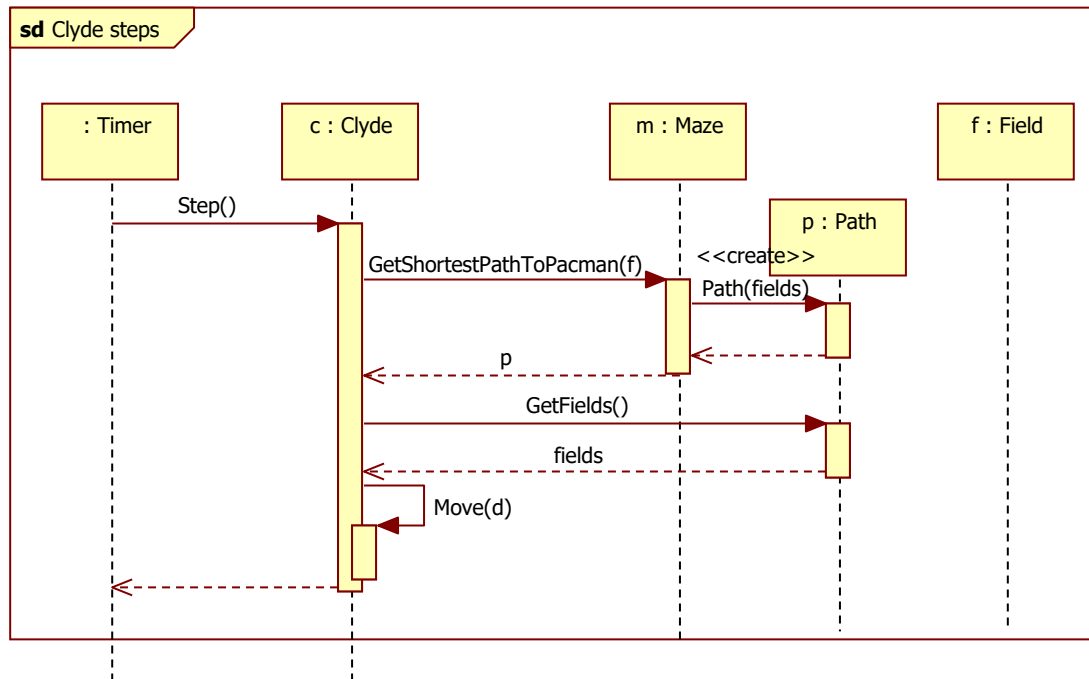 sd Clyde steps
: Timer
c : Clyde
m : Maze
f : Field
Step()
p : Path
<<create>>
GetShortestPathToPacman(f)
Path(fields)
p
GetFields()
fields
Move(d)